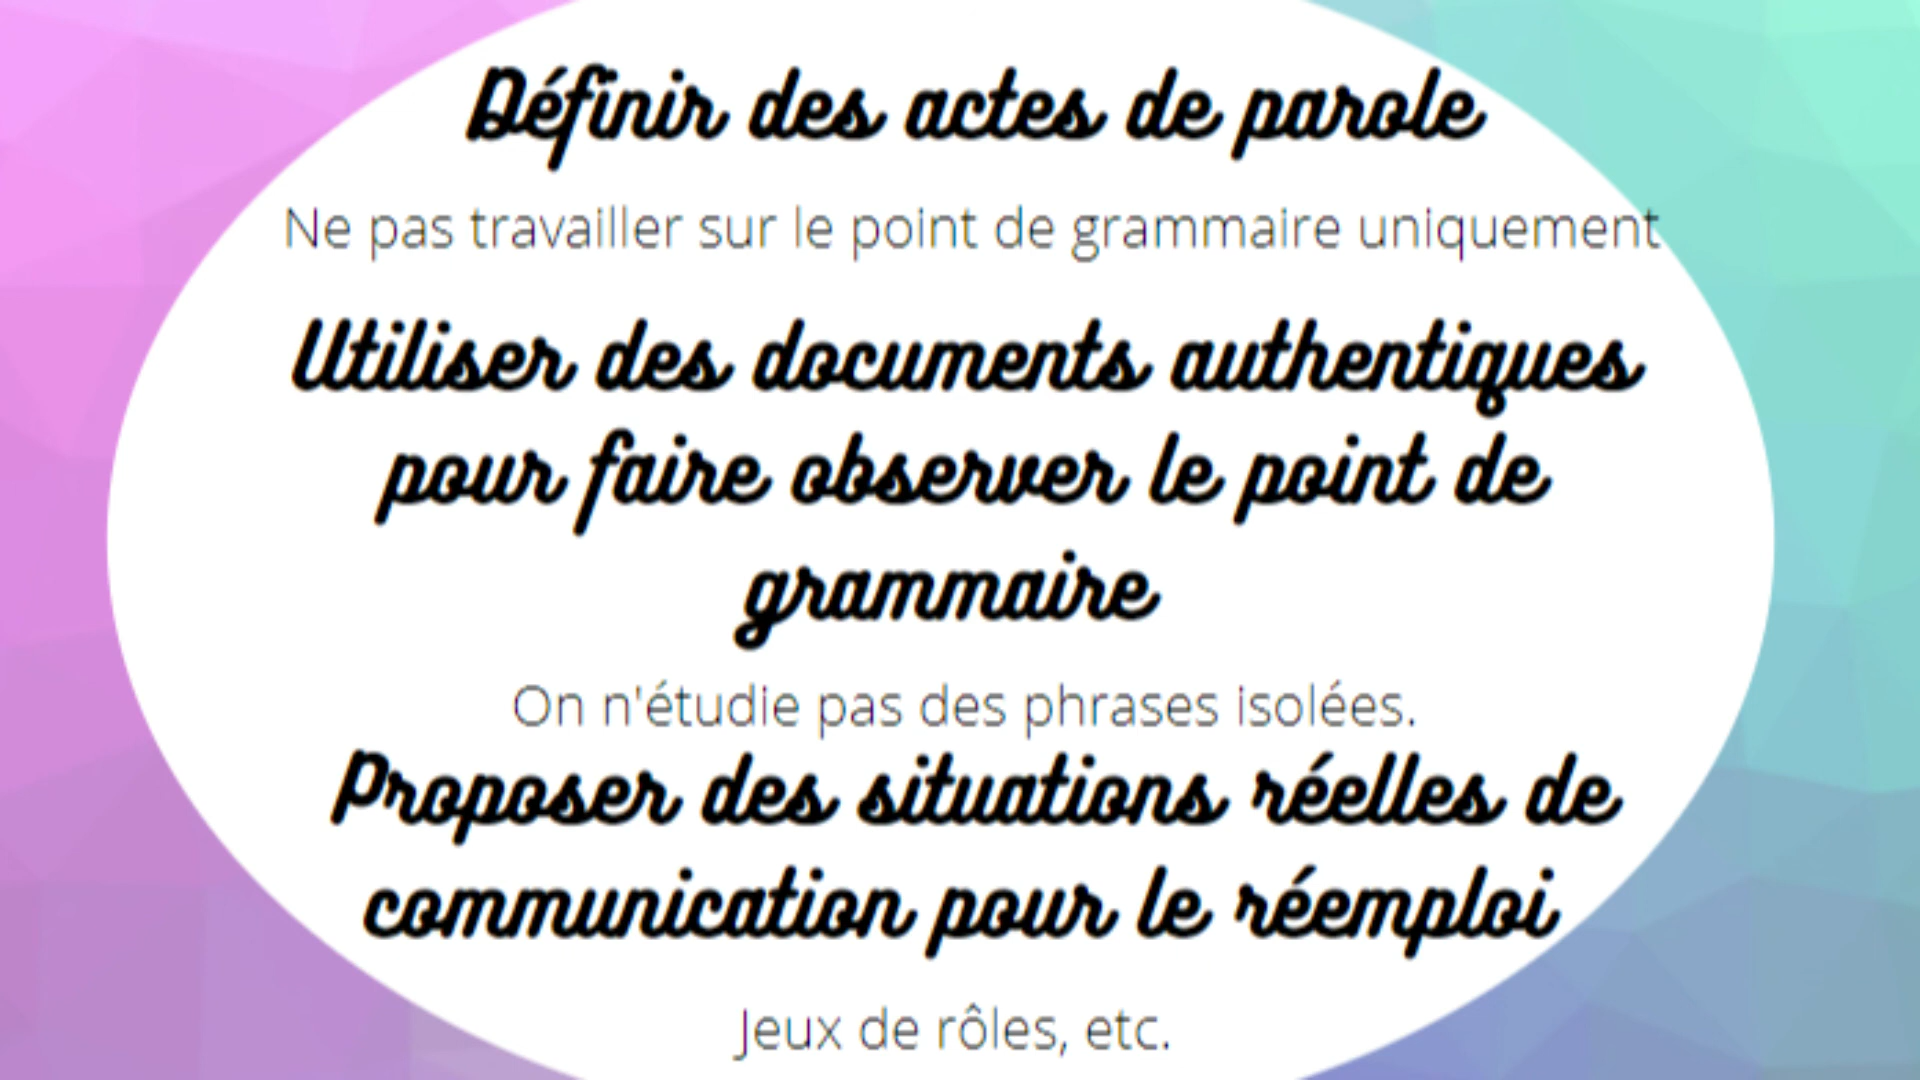 Définir des actes de parole
Ne pas travailler sur le point de grammaire uniquement
Utiliser des documents authentiques
pour faire observer le point de
grammaire
On n'étudie pas des phrases isolées.
Proposer des situations réelles de
communication pour le réemploi
Jeux de rôles, etc.